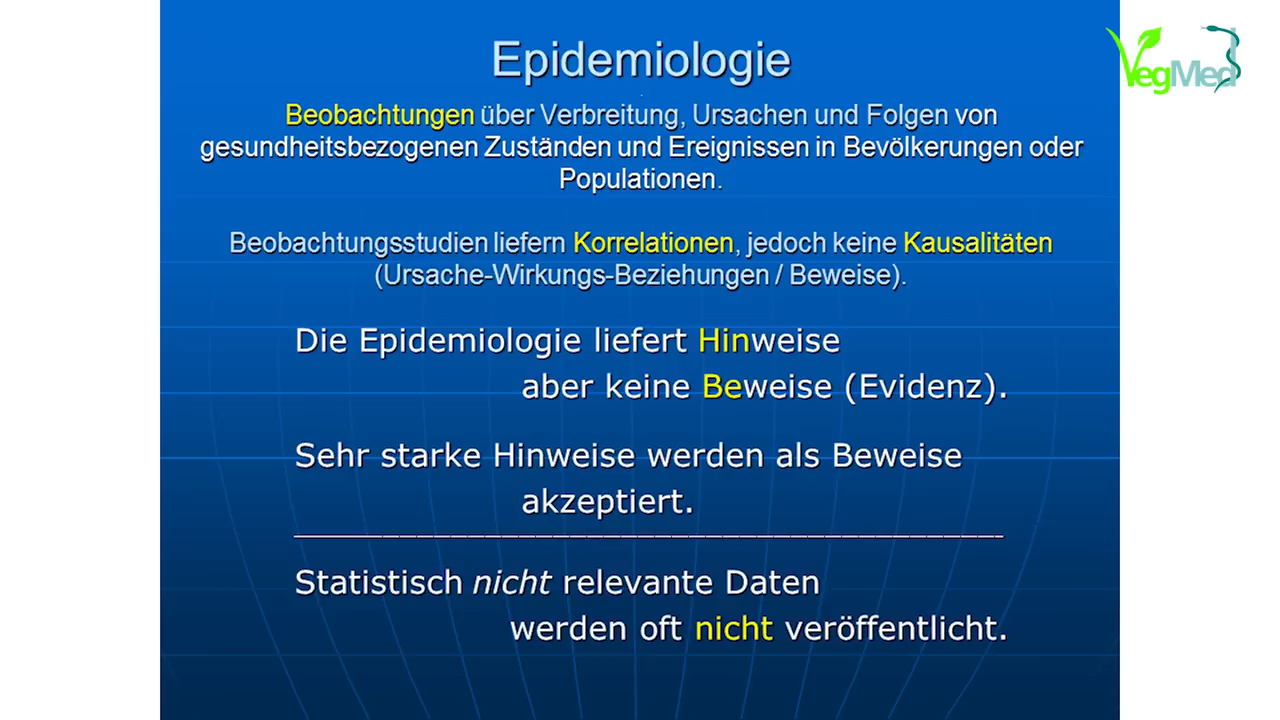 Epidemiologie
VegMed
Beobachtungen über Verbreitung, Ursachen und Folgen von
gesundheitsbezogenen Zuständen und Ereignissen in Bevölkerungen oder
Populationen.
Beobachtungsstudien liefern Korrelationen, jedoch keine Kausalitäten
(Ursache-Wirkungs-Beziehungen / Beweise).
Die Epidemiologie liefert Hinweise
aber keine Beweise (Evidenz).
Sehr starke Hinweise werden als Beweise
akzeptiert.
Statistisch nicht relevante Daten
werden oft nicht veröffentlicht.